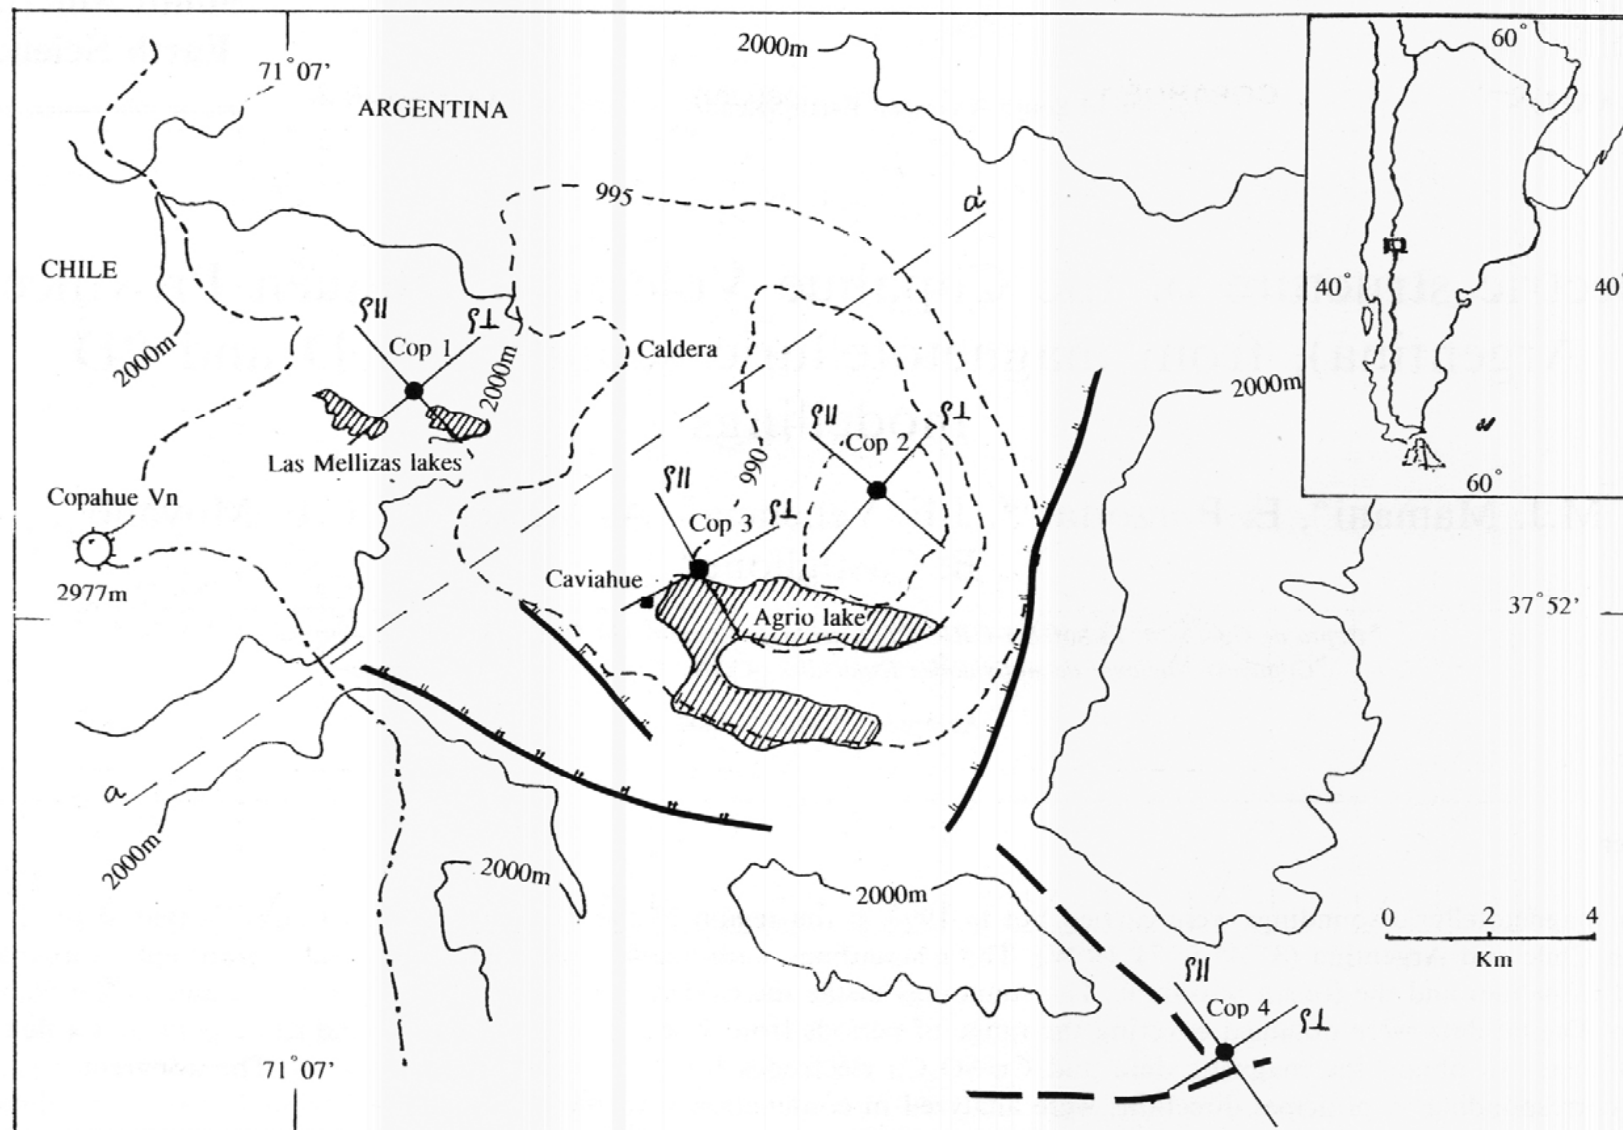 2000m
60°
71°07'
ARGENTINA
995
a'
CHILE
40°
40°
ρ||
ρ⊥
Cop 1
Caldera
2000m
2000m
2000m
ρ||
ρ⊥
Cop 2
Las Mellizas lakes
990
60°
ρ||
Copahue Vn
ρ⊥
Cop 3
Caviahue
2977m
Agrio lake
37°52'
a
2000m
2000m
2000m
0 2 4
Km
ρ||
Cop 4
ρ⊥
71°07'